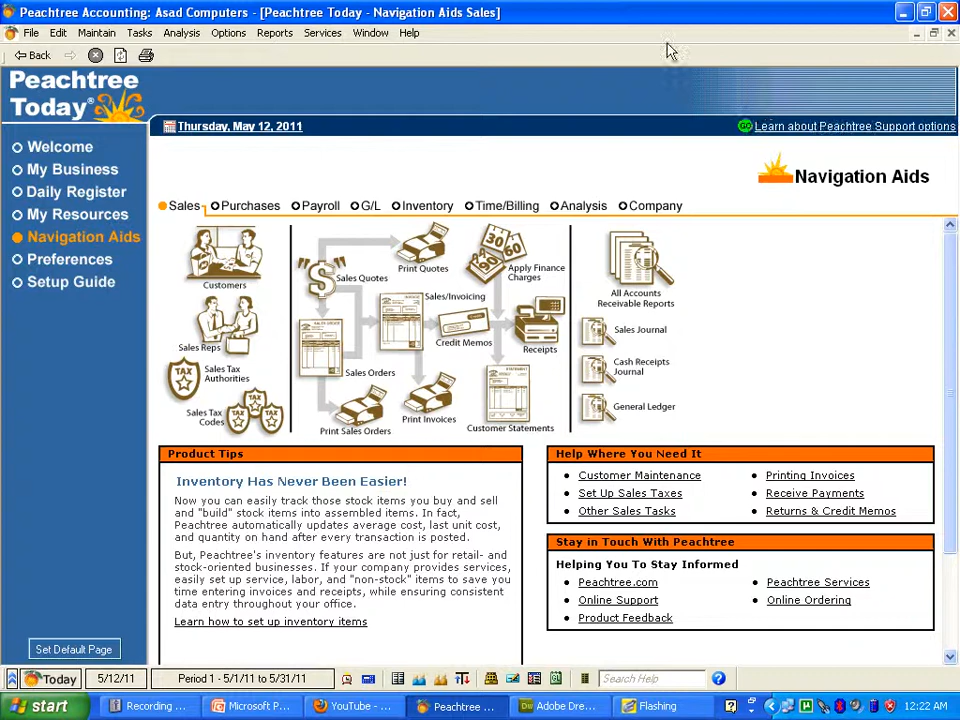 Peachtree Accounting: Asad Computers - [Peachtree Today - Navigation Aids Sales]
File Edit Maintain Tasks Analysis Options Reports Services Window Help
Back
Peachtree
Today®
Thursday, May 12, 2011
GO Learn about Peachtree Support options
Welcome
My Business
Daily Register
My Resources
Navigation Aids
Preferences
Setup Guide
Navigation Aids
Sales Purchases Payroll G/L Inventory Time/Billing Analysis Company
Customers
Sales Reps
Sales Tax
Authorities
Sales Tax
Codes
Sales Quotes
Print Quotes
Apply Finance
Charges
Sales/Invoicing
Credit Memos
Receipts
Sales Orders
Print Sales Orders
Print Invoices
Customer Statements
All Accounts
Receivable Reports
Sales Journal
Cash Receipts
Journal
General Ledger
Product Tips
Inventory Has Never Been Easier!
Now you can easily track those stock items you buy and sell
and "build" stock items into assembled items. In fact,
Peachtree automatically updates average cost, last unit cost,
and quantity on hand after every transaction is posted.
But, Peachtree's inventory features are not just for retail- and
stock-oriented businesses. If your company provides services,
easily set up service, labor, and "non-stock" items to save you
time entering invoices and receipts, while ensuring consistent
data entry throughout your office.
Learn how to set up inventory items
Help Where You Need It
Customer Maintenance Printing Invoices
Set Up Sales Taxes Receive Payments
Other Sales Tasks Returns & Credit Memos
Stay in Touch With Peachtree
Helping You To Stay Informed
Peachtree.com Peachtree Services
Online Support Online Ordering
Product Feedback
Set Default Page
Today 5/12/11 Period 1 - 5/1/11 to 5/31/11 Search Help
start Recording ... Microsoft P... YouTube - ... Peachtree ... Adobe Dre... Flashing 12:22 AM